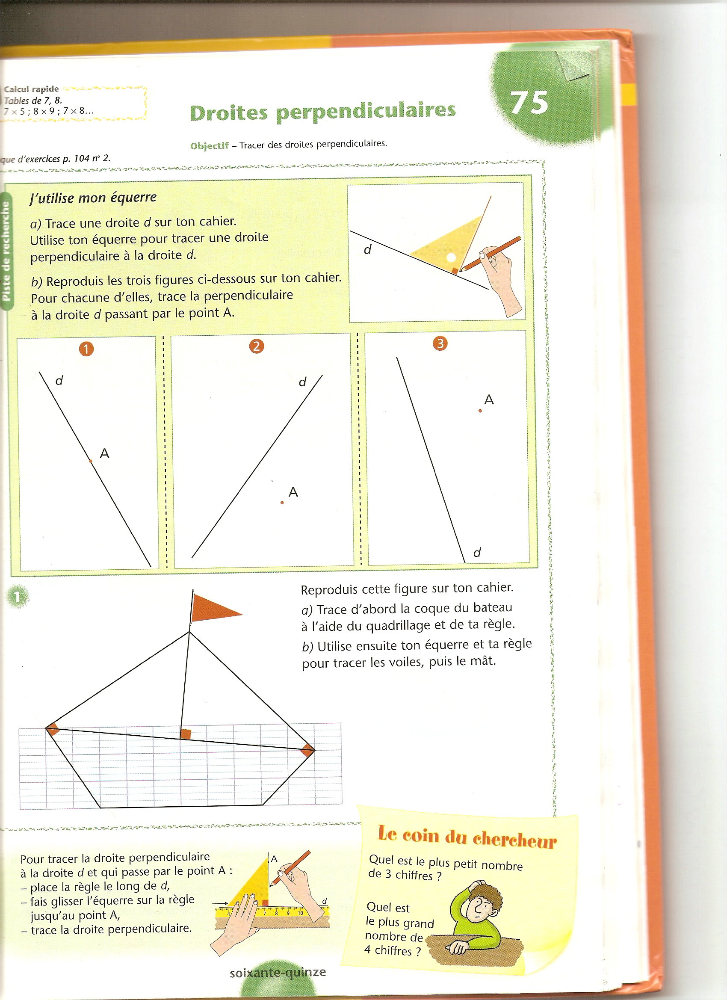 Calcul rapide
Tables de 7, 8.
7 × 5 ; 8 × 9 ; 7 × 8...
Droites perpendiculaires
75
Objectif – Tracer des droites perpendiculaires.
d'exercices p. 104 n° 2.
Piste de recherche
J'utilise mon équerre
a) Trace une droite d sur ton cahier.
Utilise ton équerre pour tracer une droite
perpendiculaire à la droite d.
b) Reproduis les trois figures ci-dessous sur ton cahier.
Pour chacune d'elles, trace la perpendiculaire
à la droite d passant par le point A.
d
1
d
A
2
d
A
3
A
d
1
Reproduis cette figure sur ton cahier.
a) Trace d'abord la coque du bateau
à l'aide du quadrillage et de ta règle.
b) Utilise ensuite ton équerre et ta règle
pour tracer les voiles, puis le mât.
Pour tracer la droite perpendiculaire
à la droite d et qui passe par le point A :
– place la règle le long de d,
– fais glisser l'équerre sur la règle
jusqu'au point A,
– trace la droite perpendiculaire.
A
d
4 7 8 9 10
Le coin du chercheur
Quel est le plus petit nombre
de 3 chiffres ?
Quel est
le plus grand
nombre de
4 chiffres ?
soixante-quinze